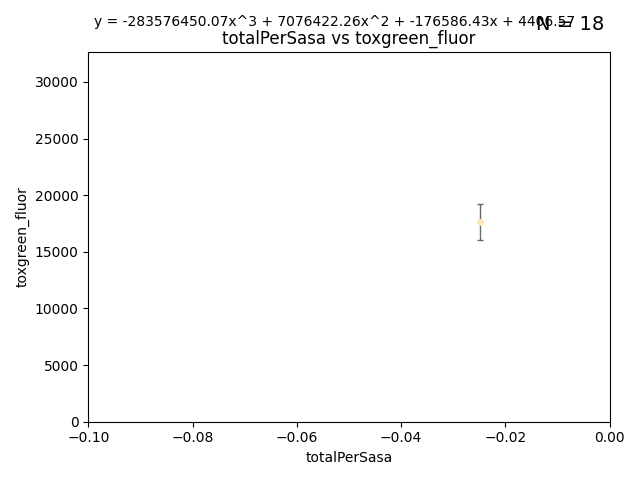 y = -283576450.07x^3 + 7076422.26x^2 + -176586.43x + 4406.57
N = 18
totalPerSasa vs toxgreen_fluor
30000
25000
20000
15000
10000
5000
0
toxgreen_fluor
−0.10 −0.08 −0.06 −0.04 −0.02 0.00
totalPerSasa